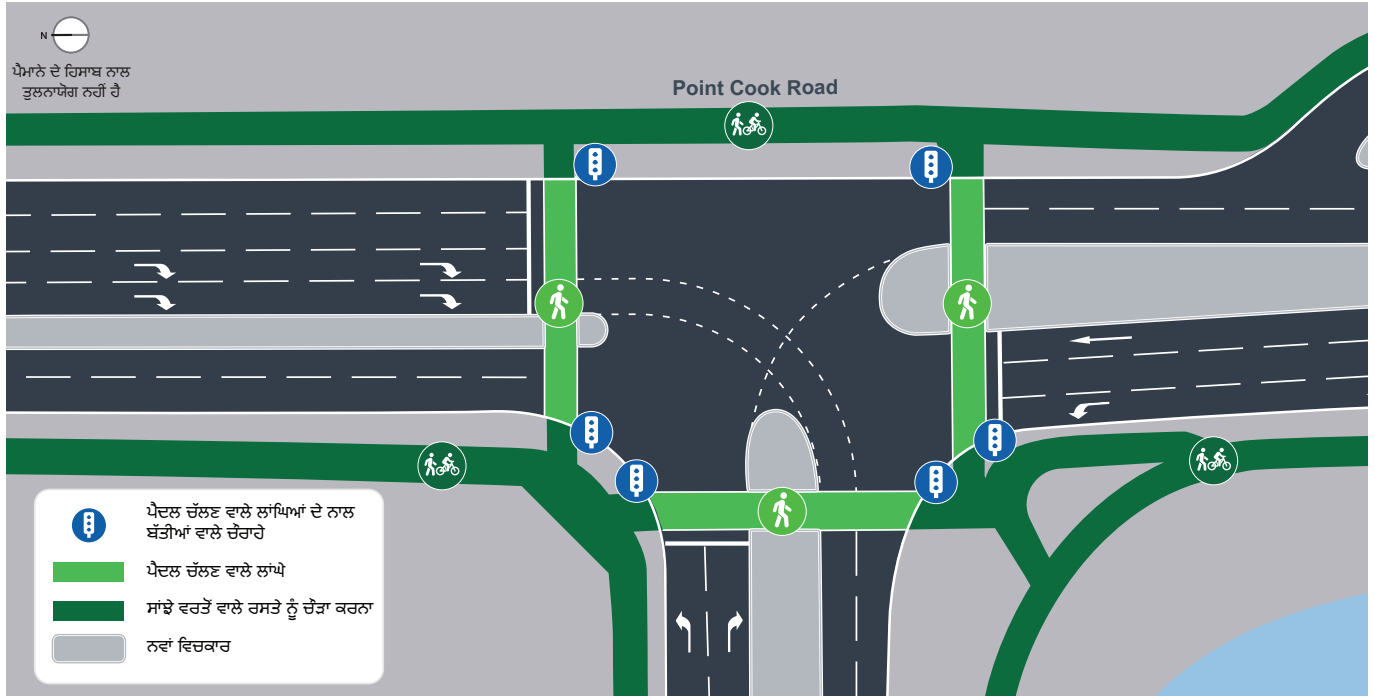 N
ਪੈਮਾਨੇ ਦੇ ਹਿਸਾਬ ਨਾਲ
ਤੁਲਨਾਯੋਗ ਨਹੀਂ ਹੈ
Point Cook Road
ਪੈਦਲ ਚੱਲਣ ਵਾਲੇ ਲਾਂਘਿਆਂ ਦੇ ਨਾਲ
ਬੱਤੀਆਂ ਵਾਲੇ ਚੌਰਾਹੇ
ਪੈਦਲ ਚੱਲਣ ਵਾਲੇ ਲਾਂਘੇ
ਸਾਂਝੇ ਵਰਤੋਂ ਵਾਲੇ ਰਸਤੇ ਨੂੰ ਚੌੜਾ ਕਰਨਾ
ਨਵਾਂ ਵਿਚਕਾਰ